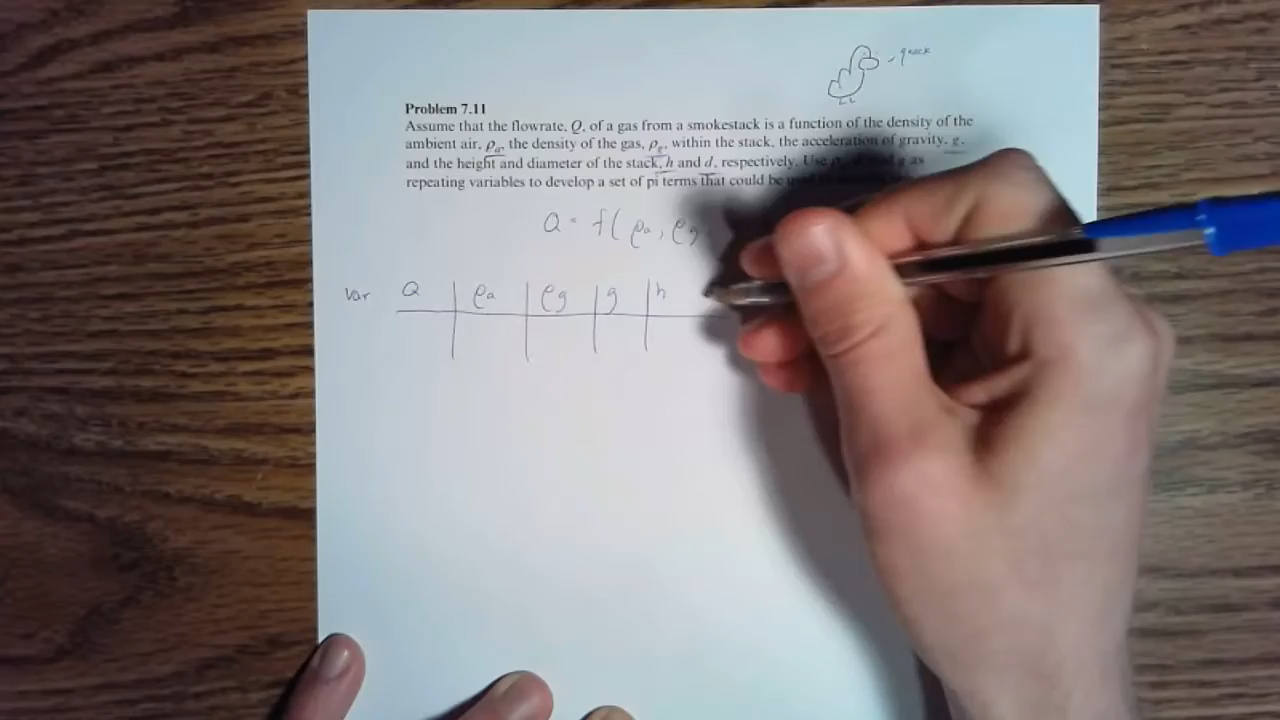 - quack
Problem 7.11
Assume that the flowrate, Q, of a gas from a smokestack is a function of the density of the
ambient air, ρa, the density of the gas, ρg, within the stack, the acceleration of gravity, g,
and the height and diameter of the stack, h and d, respectively. Use as
repeating variables to develop a set of pi terms that could be
Q = f( ρa, ρg
Var Q ρa ρg g h